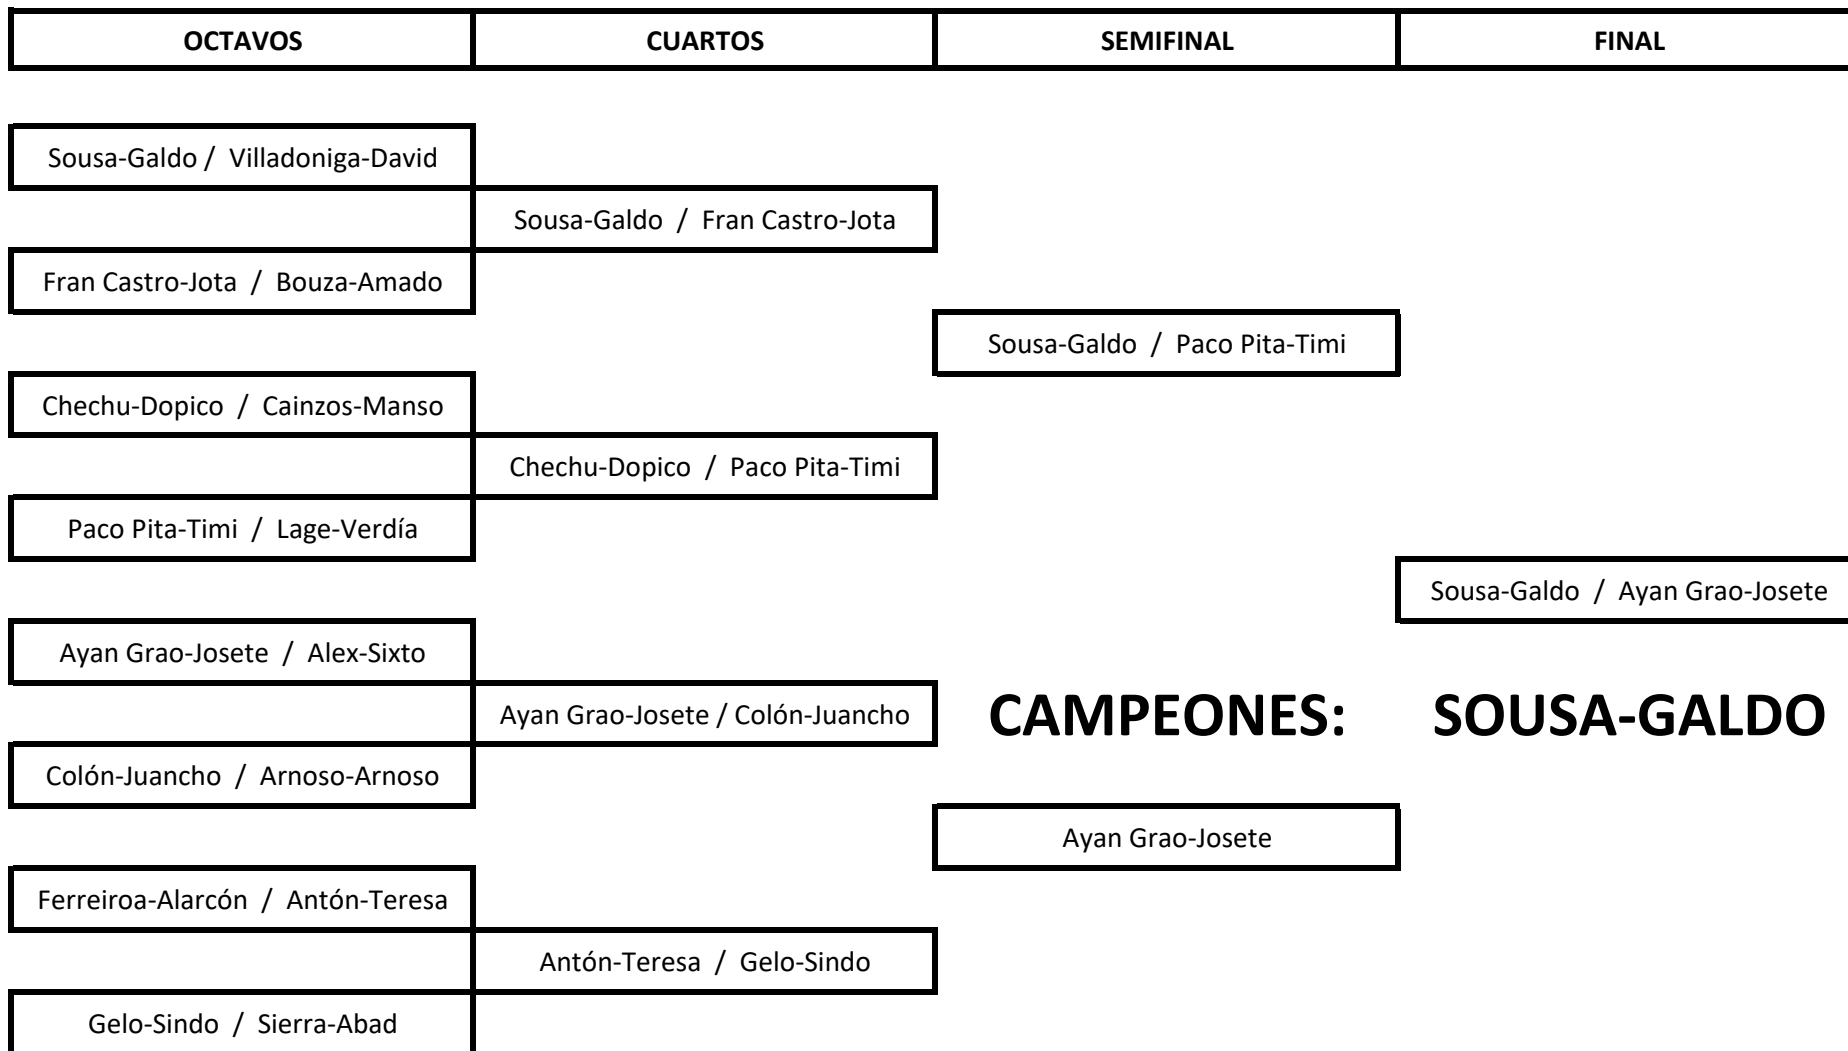 OCTAVOS CUARTOS SEMIFINAL FINAL
Sousa-Galdo / Villadoniga-David
Sousa-Galdo / Fran Castro-Jota
Fran Castro-Jota / Bouza-Amado
Sousa-Galdo / Paco Pita-Timi
Chechu-Dopico / Cainzos-Manso
Chechu-Dopico / Paco Pita-Timi
Paco Pita-Timi / Lage-Verdía
Sousa-Galdo / Ayan Grao-Josete
Ayan Grao-Josete / Alex-Sixto
Ayan Grao-Josete / Colón-Juancho CAMPEONES: SOUSA-GALDO
Colón-Juancho / Arnoso-Arnoso
Ayan Grao-Josete
Ferreiroa-Alarcón / Antón-Teresa
Antón-Teresa / Gelo-Sindo
Gelo-Sindo / Sierra-Abad